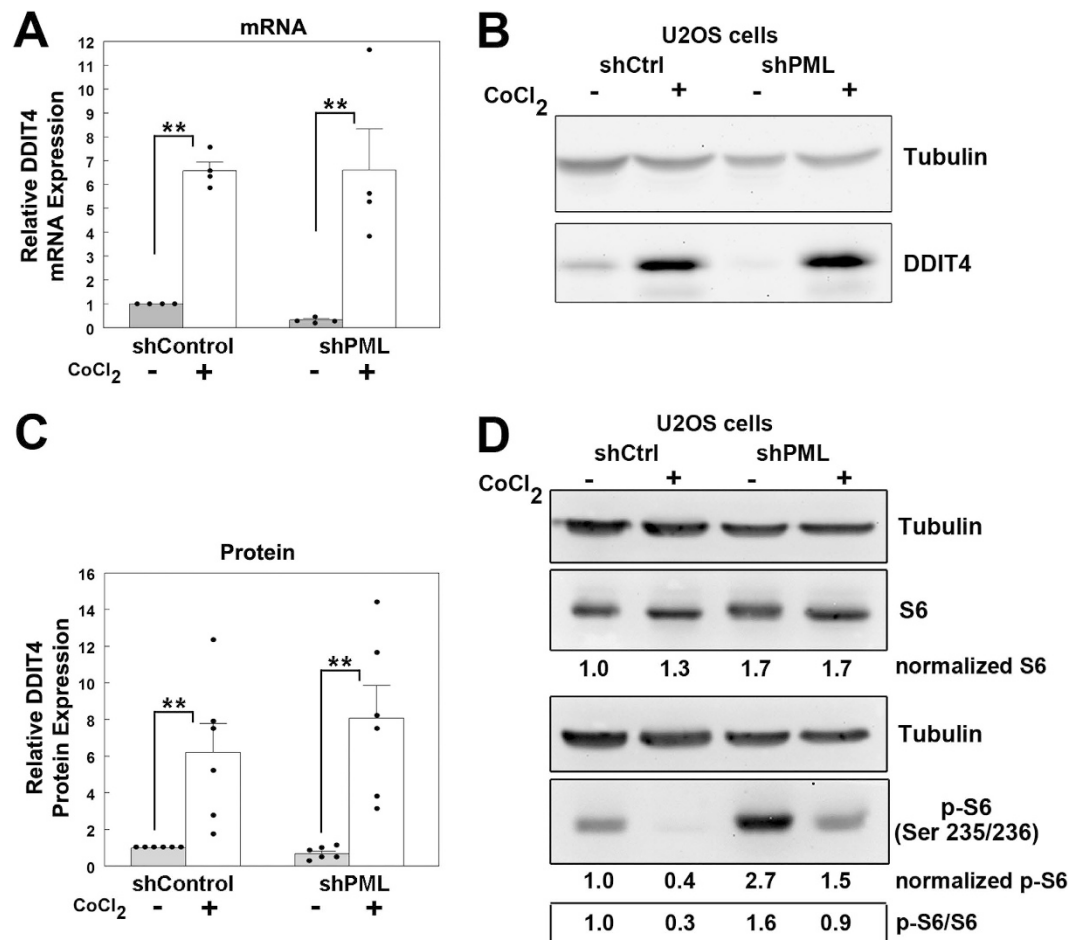 A
mRNA
Relative DDIT4
mRNA Expression
12
11
10
9
8
7
6
5
4
3
2
1
0
**
**
shControl shPML
CoCl2 - + - +
B
U2OS cells
shCtrl shPML
CoCl2 - + - +
Tubulin
DDIT4
C
Protein
Relative DDIT4
Protein Expression
16
14
12
10
8
6
4
2
0
**
**
shControl shPML
CoCl2 - + - +
D
U2OS cells
shCtrl shPML
CoCl2 - + - +
Tubulin
S6
1.0 1.3 1.7 1.7 normalized S6
Tubulin
p-S6
(Ser 235/236)
1.0 0.4 2.7 1.5 normalized p-S6
1.0 0.3 1.6 0.9 p-S6/S6